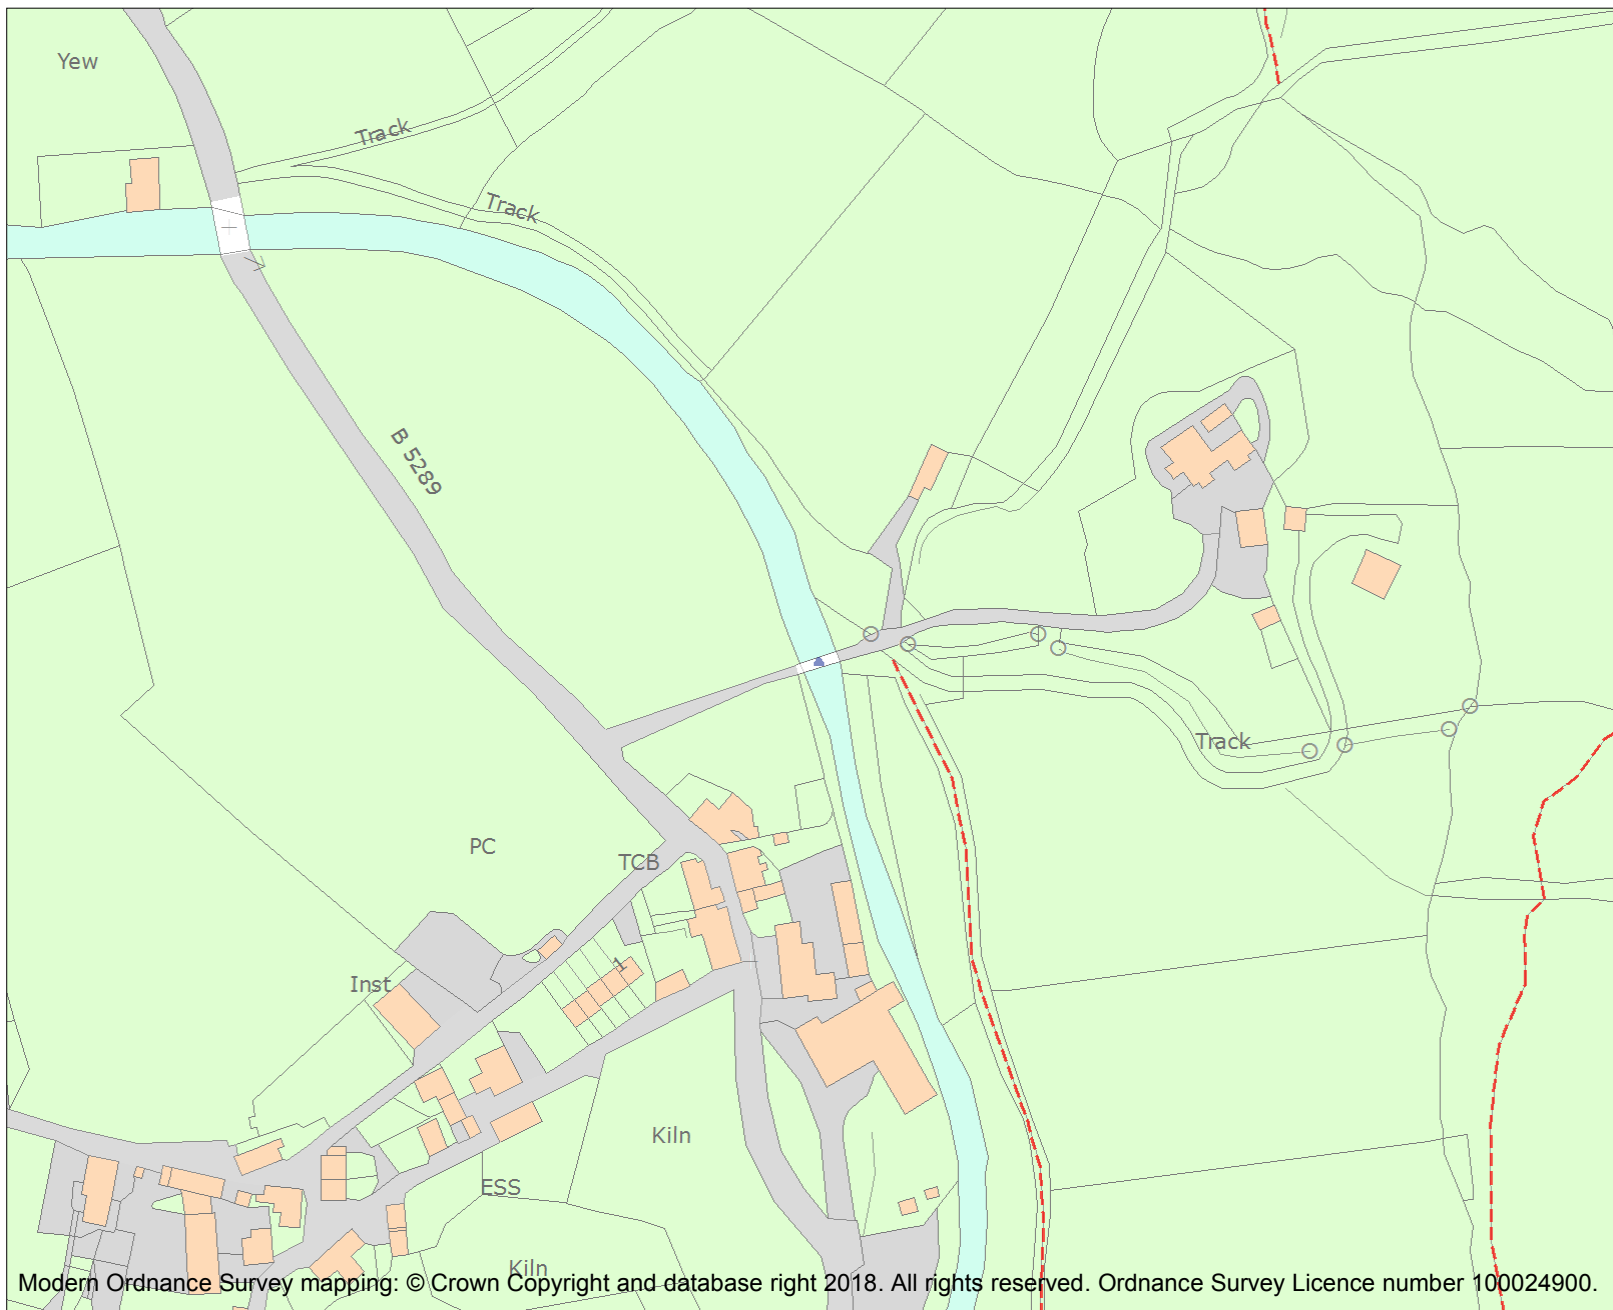 Yew
Track
Track
B 5289
Track
PC
TCB
1
Inst
Kiln
ESS
Kiln
Modern Ordnance Survey mapping: © Crown Copyright and database right 2018. All rights reserved. Ordnance Survey Licence number 100024900.